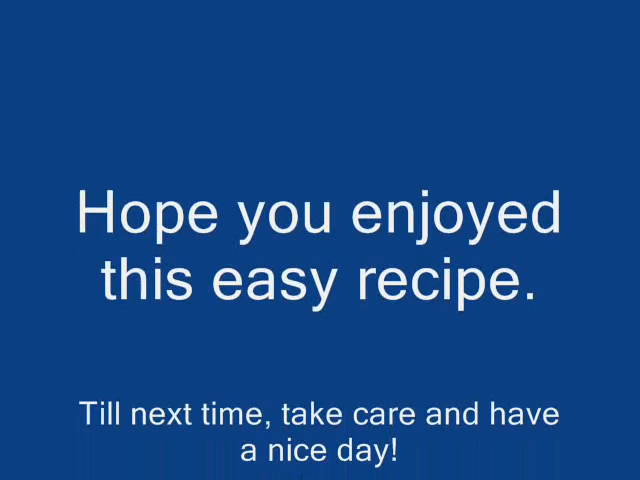 Hope you enjoyed
this easy recipe.
Till next time, take care and have
a nice day!